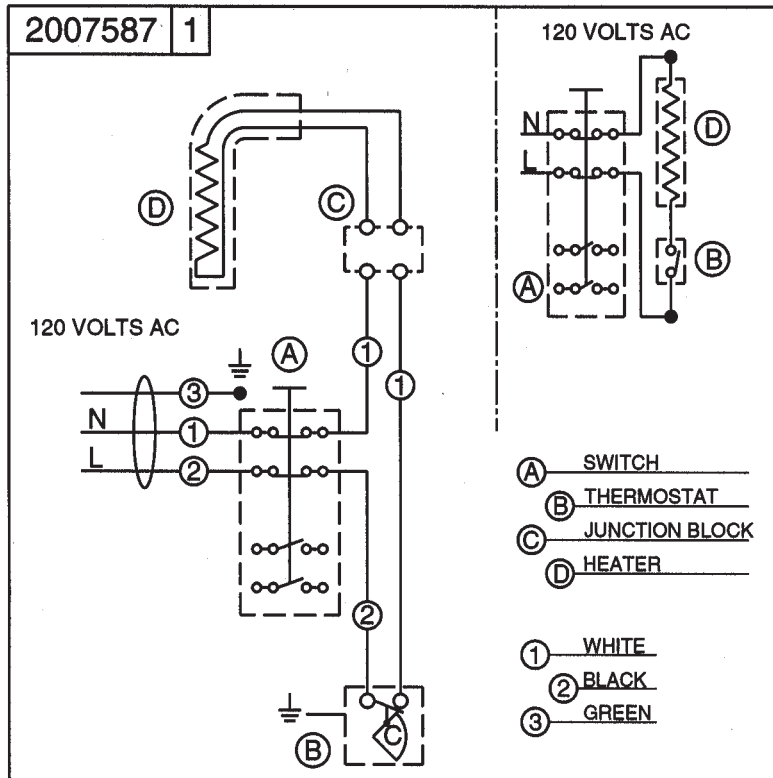 2007587 1
120 VOLTS AC
N
L
D
B
A
D
C
120 VOLTS AC
A
1
1
3
N
1
L
2
2
C
B
A SWITCH
B THERMOSTAT
C JUNCTION BLOCK
D HEATER
1 WHITE
2 BLACK
3 GREEN